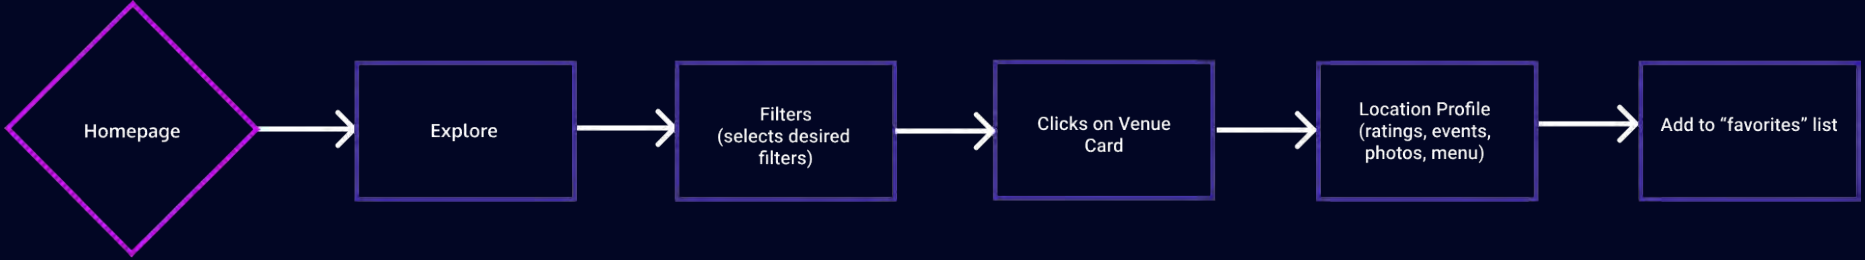 Homepage
Explore
Filters
(selects desired
filters)
Clicks on Venue
Card
Location Profile
(ratings, events,
photos, menu)
Add to “favorites” list